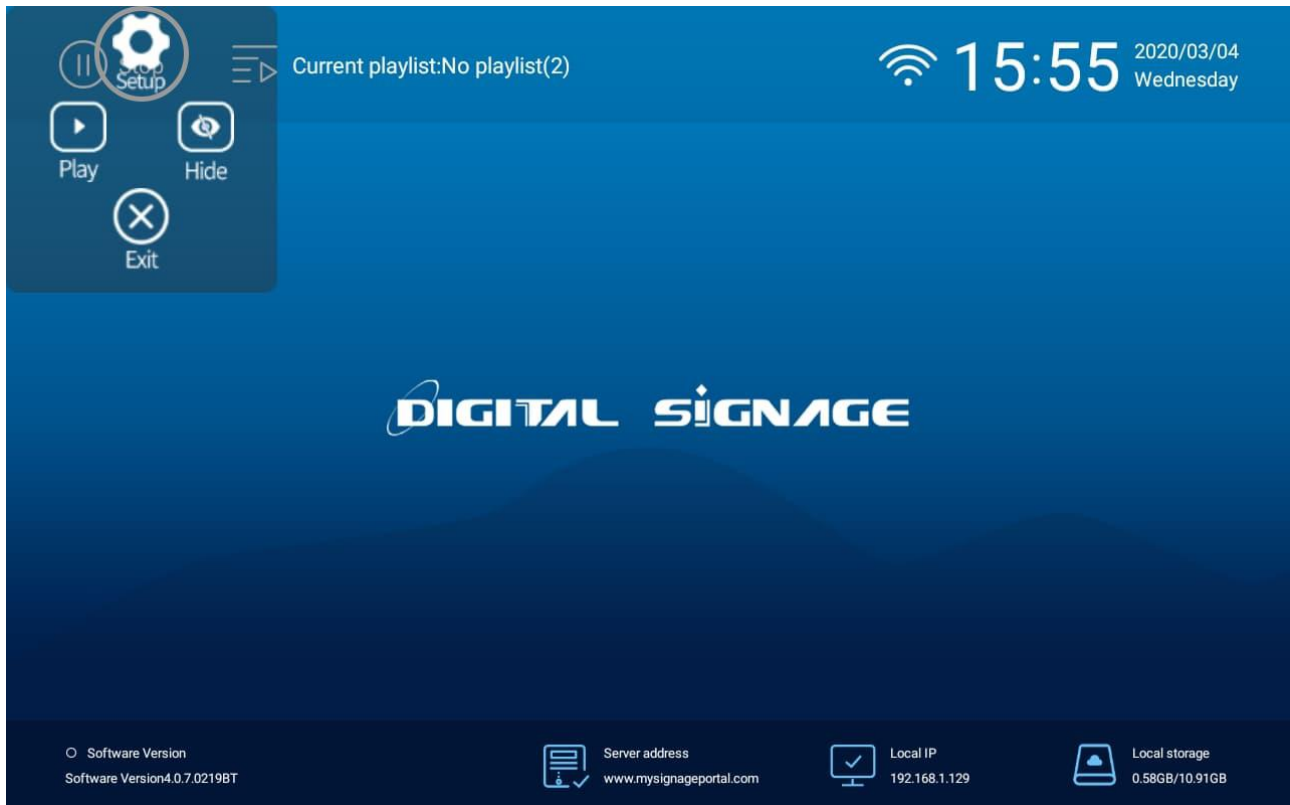 Stop
Setup
Current playlist:No playlist(2)
15:55
2020/03/04
Wednesday
Play
Hide
Exit
DIGITAL SIGNAGE
Software Version
Software Version4.0.7.0219BT
Server address
www.mysignageportal.com
Local IP
192.168.1.129
Local storage
0.58GB/10.91GB